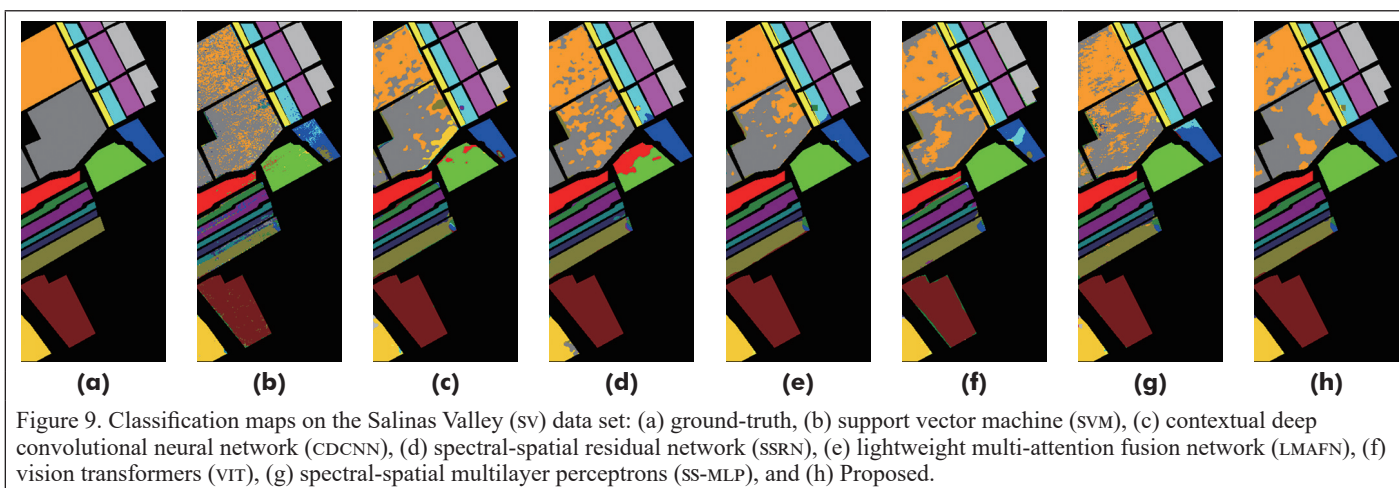 (a) (b) (c) (d) (e) (f) (g) (h)
Figure 9. Classification maps on the Salinas Valley (SV) data set: (a) ground-truth, (b) support vector machine (SVM), (c) contextual deep
convolutional neural network (CDCNN), (d) spectral-spatial residual network (SSRN), (e) lightweight multi-attention fusion network (LMAFN), (f)
vision transformers (VIT), (g) spectral-spatial multilayer perceptrons (SS-MLP), and (h) Proposed.